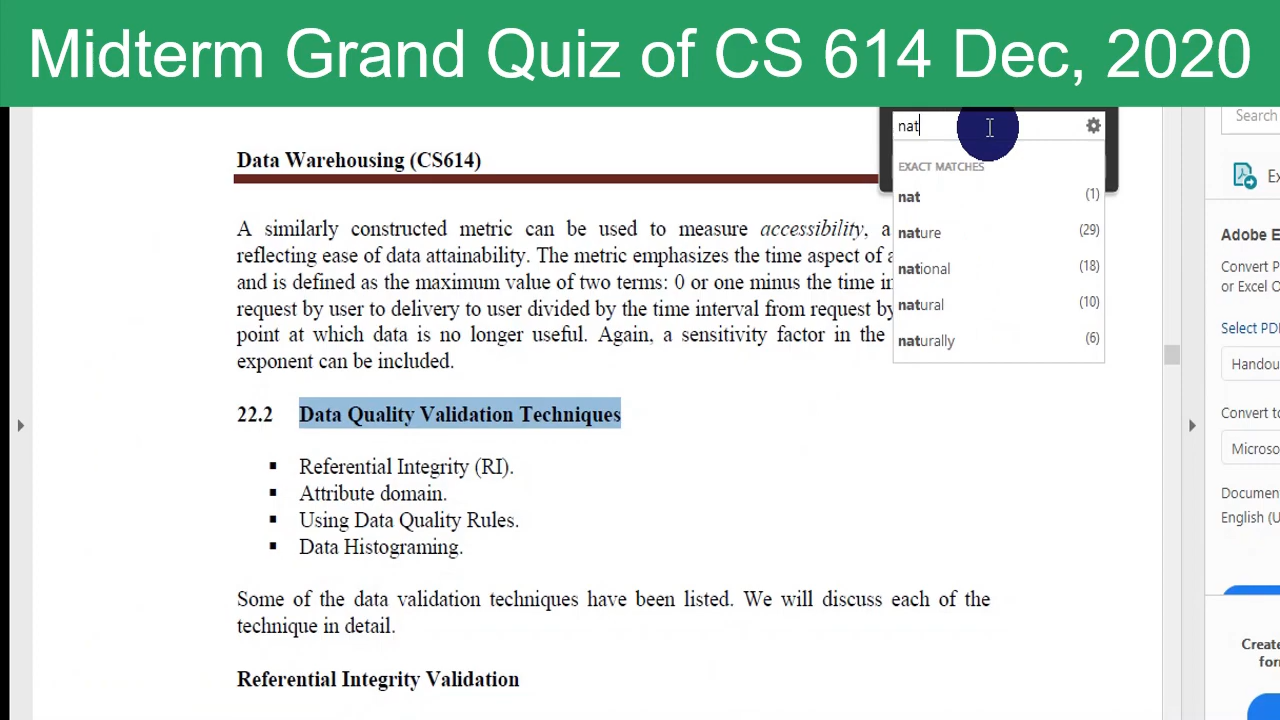 Midterm Grand Quiz of CS 614 Dec, 2020
nat
Search
EXACT MATCHES
nat (1)
nature (29)
national (18)
natural (10)
naturally (6)
Data Warehousing (CS614)
A similarly constructed metric can be used to measure accessibility, a
reflecting ease of data attainability. The metric emphasizes the time aspect of a
and is defined as the maximum value of two terms: 0 or one minus the time in
request by user to delivery to user divided by the time interval from request by
point at which data is no longer useful. Again, a sensitivity factor in the
exponent can be included.
22.2 Data Quality Validation Techniques
▪ Referential Integrity (RI).
▪ Attribute domain.
▪ Using Data Quality Rules.
▪ Data Histograming.
Some of the data validation techniques have been listed. We will discuss each of the
technique in detail.
Referential Integrity Validation
Ex
Adobe E
Convert P
or Excel O
Select PD
Handou
Convert to
Microso
Documen
English (U
Create
for